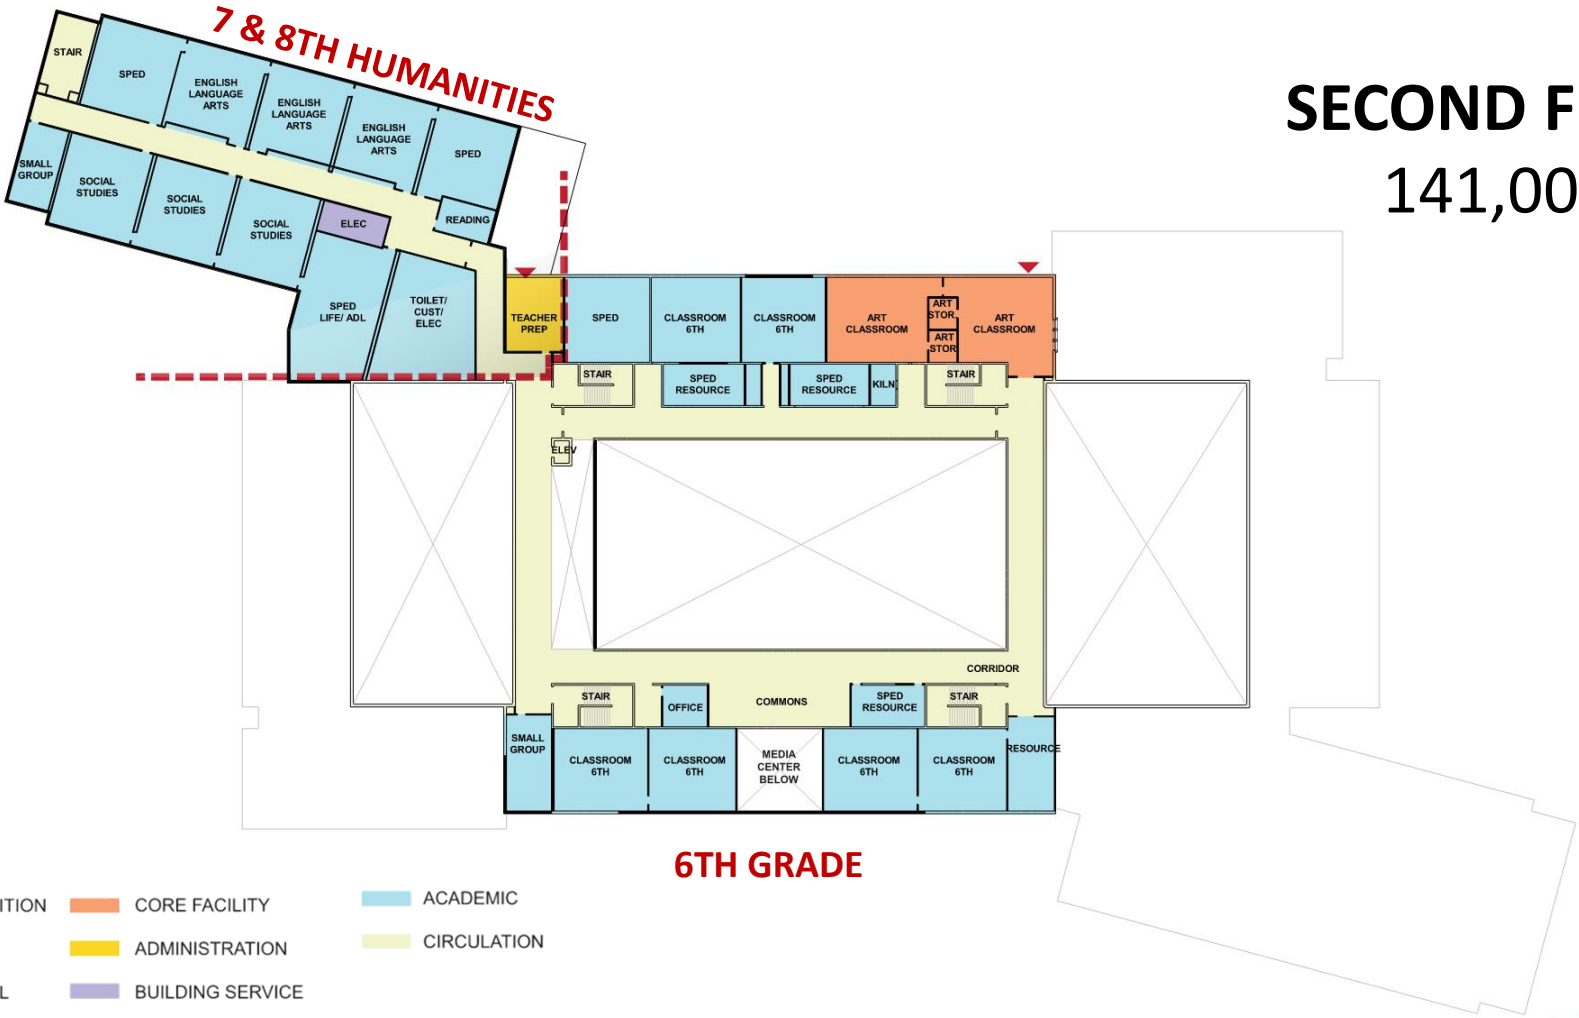 7 & 8TH HUMANITIES
SECOND F
141,00
STAIR
SPED
ENGLISH
LANGUAGE
ARTS
ENGLISH
LANGUAGE
ARTS
ENGLISH
LANGUAGE
ARTS
SPED
SMALL
GROUP
SOCIAL
STUDIES
SOCIAL
STUDIES
SOCIAL
STUDIES
ELEC
READING
SPED
LIFE/ ADL
TOILET/
CUST/
ELEC
TEACHER
PREP
SPED
CLASSROOM
6TH
CLASSROOM
6TH
ART
CLASSROOM
ART
STOR
ART
STOR
ART
CLASSROOM
STAIR
SPED
RESOURCE
SPED
RESOURCE
KILN
STAIR
ELEV
CORRIDOR
STAIR
OFFICE
COMMONS
SPED
RESOURCE
STAIR
SMALL
GROUP
CLASSROOM
6TH
CLASSROOM
6TH
MEDIA
CENTER
BELOW
CLASSROOM
6TH
CLASSROOM
6TH
RESOURCE
6TH GRADE
ITION
CORE FACILITY
ACADEMIC
ADMINISTRATION
CIRCULATION
L
BUILDING SERVICE